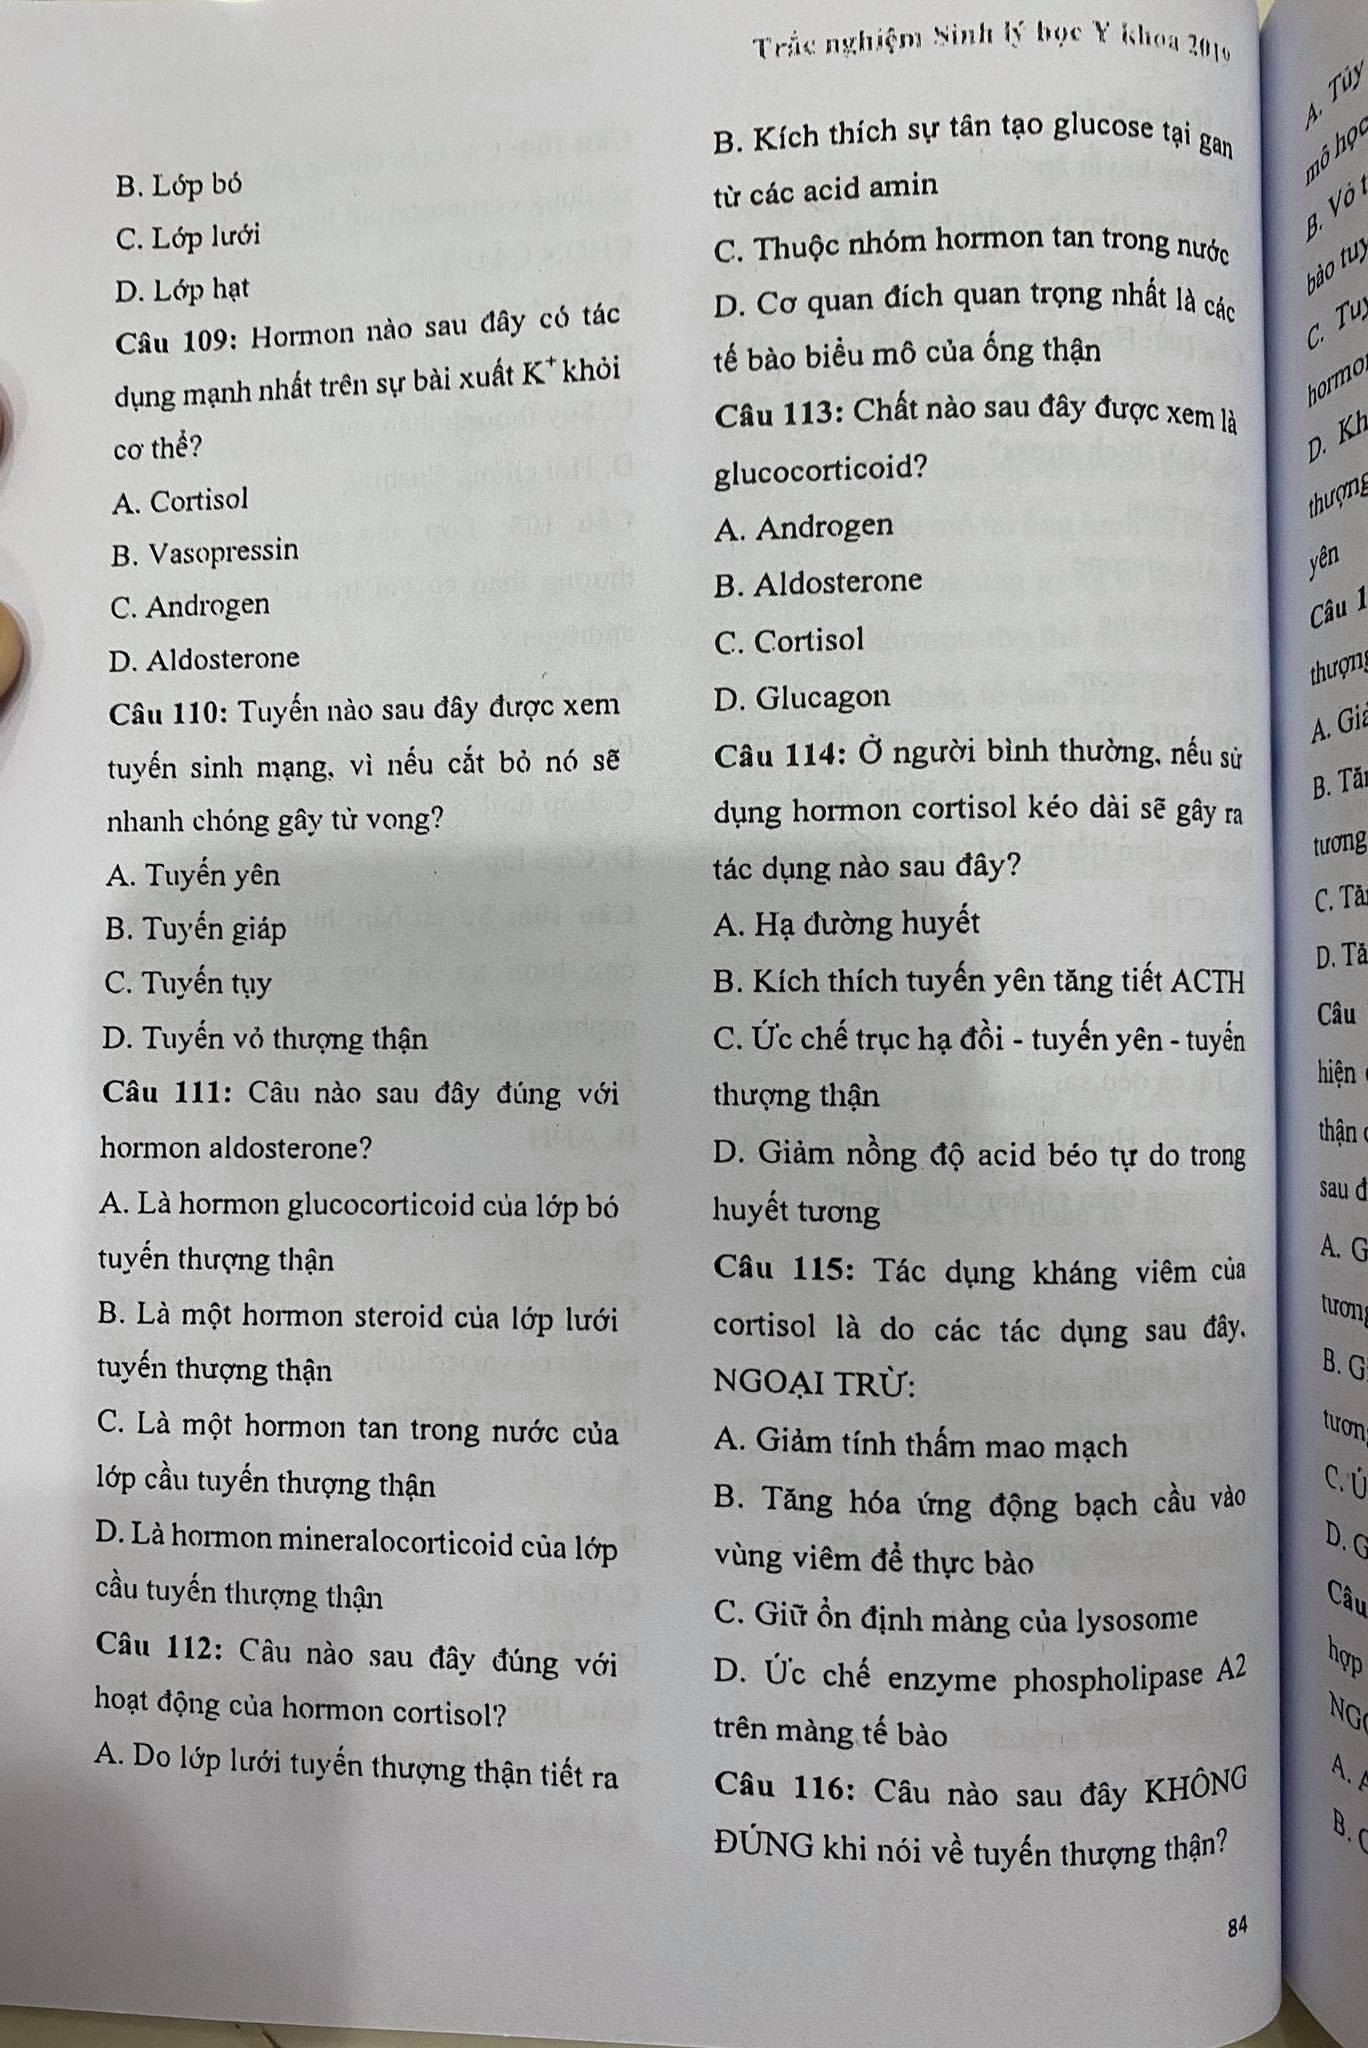 Trắc nghiệm Sinh lý học Y khoa 2019
B. Lớp bó
C. Lớp lưới
D. Lớp hạt
Câu 109: Hormon nào sau đây có tác
dụng mạnh nhất trên sự bài xuất K⁺ khỏi
cơ thể?
A. Cortisol
B. Vasopressin
C. Androgen
D. Aldosterone
Câu 110: Tuyến nào sau đây được xem
tuyến sinh mạng, vì nếu cắt bỏ nó sẽ
nhanh chóng gây tử vong?
A. Tuyến yên
B. Tuyến giáp
C. Tuyến tụy
D. Tuyến vỏ thượng thận
Câu 111: Câu nào sau đây đúng với
hormon aldosterone?
A. Là hormon glucocorticoid của lớp bó
tuyến thượng thận
B. Là một hormon steroid của lớp lưới
tuyến thượng thận
C. Là một hormon tan trong nước của
lớp cầu tuyến thượng thận
D. Là hormon mineralocorticoid của lớp
cầu tuyến thượng thận
Câu 112: Câu nào sau đây đúng với
hoạt động của hormon cortisol?
A. Do lớp lưới tuyến thượng thận tiết ra
B. Kích thích sự tân tạo glucose tại gan
từ các acid amin
C. Thuộc nhóm hormon tan trong nước
D. Cơ quan đích quan trọng nhất là các
tế bào biểu mô của ống thận
Câu 113: Chất nào sau đây được xem là
glucocorticoid?
A. Androgen
B. Aldosterone
C. Cortisol
D. Glucagon
Câu 114: Ở người bình thường, nếu sử
dụng hormon cortisol kéo dài sẽ gây ra
tác dụng nào sau đây?
A. Hạ đường huyết
B. Kích thích tuyến yên tăng tiết ACTH
C. Ức chế trục hạ đồi - tuyến yên - tuyến
thượng thận
D. Giảm nồng độ acid béo tự do trong
huyết tương
Câu 115: Tác dụng kháng viêm của
cortisol là do các tác dụng sau đây,
NGOẠI TRỪ:
A. Giảm tính thấm mao mạch
B. Tăng hóa ứng động bạch cầu vào
vùng viêm để thực bào
C. Giữ ổn định màng của lysosome
D. Ức chế enzyme phospholipase A2
trên màng tế bào
Câu 116: Câu nào sau đây KHÔNG
ĐÚNG khi nói về tuyến thượng thận?
84
A. Tủy
mô học
B. Vỏ
bào tuy
C.
D.
yên
Câu
A.
B.
tương
C.
D.
Câu
hiện
thận
sau
A.
B.
C.
D.
Câu
hợp
A.
B.